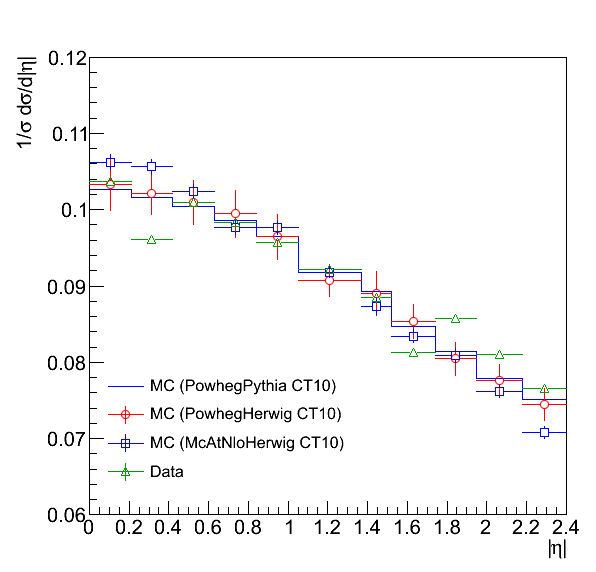 1/σ dσ/d|η|
0.12
0.11
0.1
0.09
0.08
0.07
0.06
MC (PowhegPythia CT10)
MC (PowhegHerwig CT10)
MC (McAtNloHerwig CT10)
Data
0 0.2 0.4 0.6 0.8 1 1.2 1.4 1.6 1.8 2 2.2 2.4
|η|